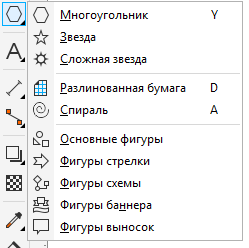 Многоугольник Y
Звезда
Сложная звезда
Разлинованная бумага D
Спираль A
Основные фигуры
Фигуры стрелки
Фигуры схемы
Фигуры баннера
Фигуры выносок